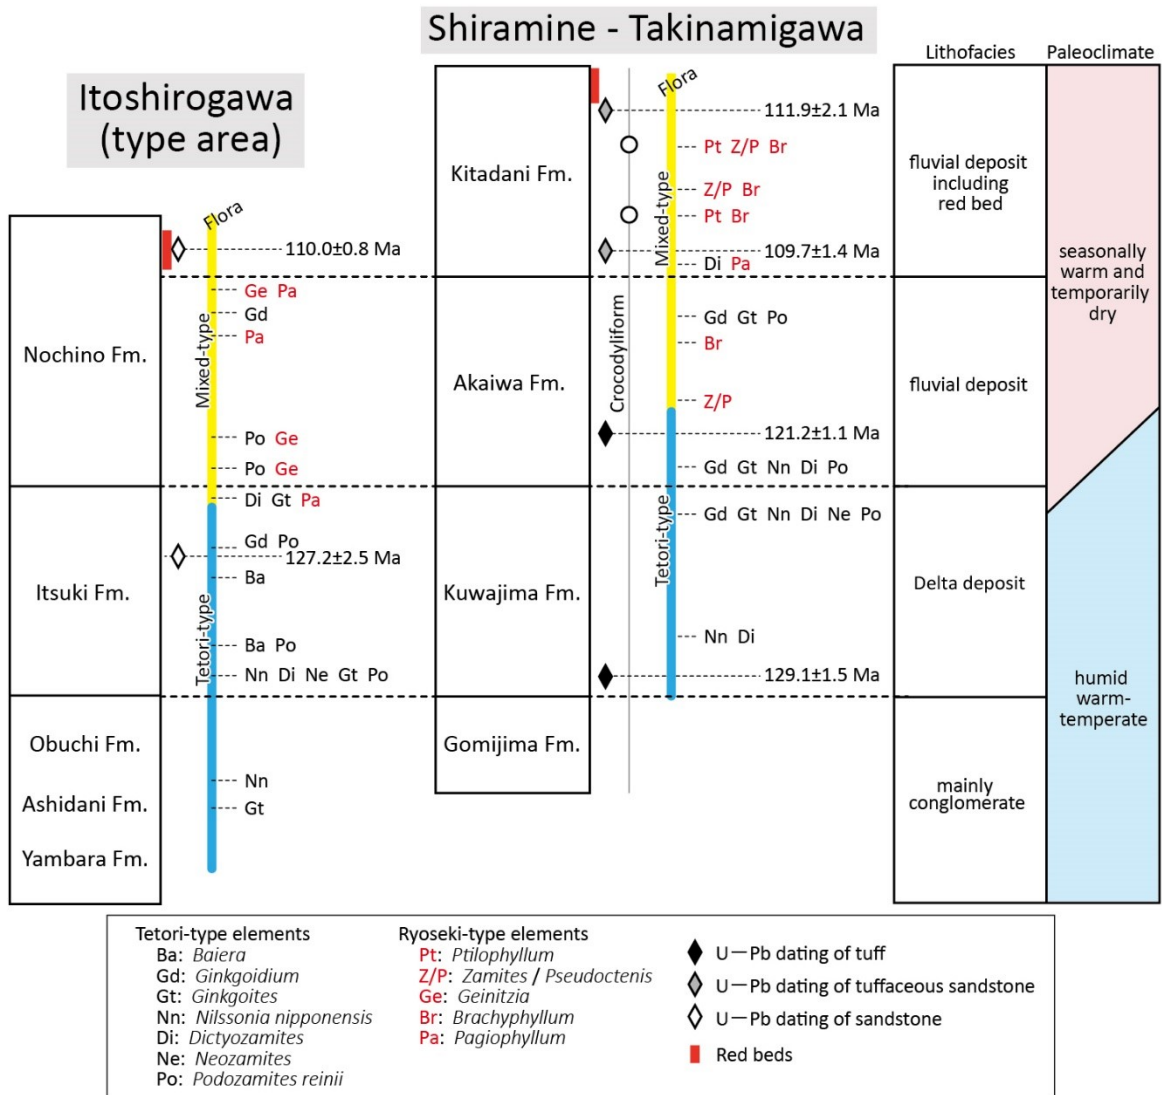 Shiramine - Takinamigawa
Itoshirogawa
(type area)
Lithofacies
Paleoclimate
Flora
110.0±0.8 Ma
Ge Pa
Gd
Pa
Mixed-type
Nochino Fm.
Po Ge
Po Ge
Di Gt Pa
Gd Po
127.2±2.5 Ma
Ba
Itsuki Fm.
Tetori-type
Ba Po
Nn Di Ne Gt Po
Obuchi Fm.
Nn
Ashidani Fm.
Gt
Yambara Fm.
Flora
111.9±2.1 Ma
Pt Z/P Br
Kitadani Fm.
Z/P Br
Mixed-type
Pt Br
109.7±1.4 Ma
Di Pa
Crocodyliform
Gd Gt Po
Br
Akaiwa Fm.
Z/P
121.2±1.1 Ma
Gd Gt Nn Di Po
Gd Gt Nn Di Ne Po
Tetori-type
Kuwajima Fm.
Nn Di
129.1±1.5 Ma
Gomijima Fm.
fluvial deposit
including
red bed
fluvial deposit
Delta deposit
mainly
conglomerate
seasonally
warm and
temporarily
dry
humid
warm-
temperate
Tetori-type elements
Ba: Baiera
Gd: Ginkgoidium
Gt: Ginkgoites
Nn: Nilssonia nipponensis
Di: Dictyozamites
Ne: Neozamites
Po: Podozamites reinii
Ryoseki-type elements
Pt: Ptilophyllum
Z/P: Zamites / Pseudoctenis
Ge: Geinitzia
Br: Brachyphyllum
Pa: Pagiophyllum
U—Pb dating of tuff
U—Pb dating of tuffaceous sandstone
U—Pb dating of sandstone
Red beds